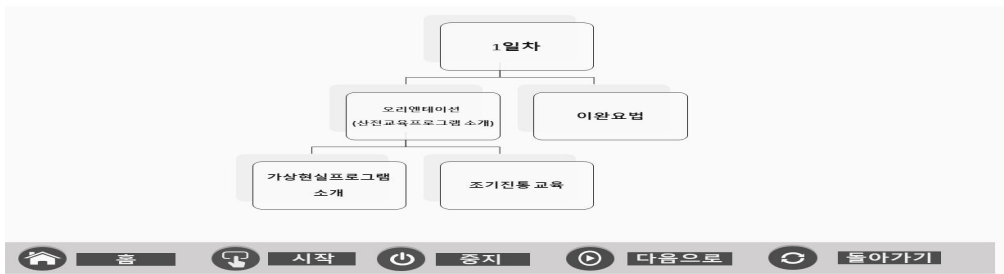 1일차
오리엔테이션
(산전교육프로그램 소개)
이완요법
가상현실프로그램
소개
조기진통 교육
홈 시작 중지 다음으로 돌아가기